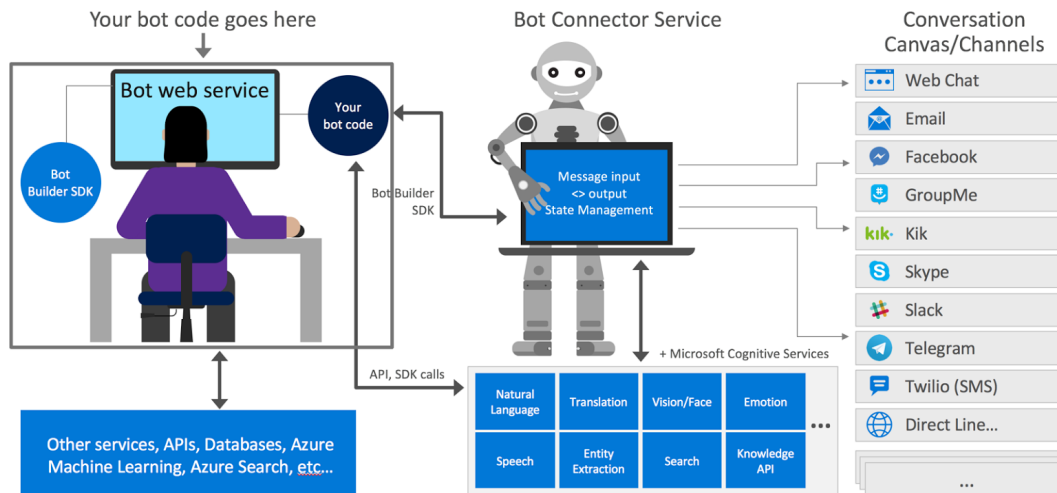 Your bot code goes here
Bot web service
Your
bot code
Bot
Builder SDK
Bot Builder
SDK
API, SDK calls
Other services, APIs, Databases, Azure
Machine Learning, Azure Search, etc...
Bot Connector Service
Message input
<> output
State Management
+ Microsoft Cognitive Services
Natural
Language
Translation
Vision/Face
Emotion
Speech
Entity
Extraction
Search
Knowledge
API
...
Conversation
Canvas/Channels
Web Chat
Email
Facebook
GroupMe
kik. Kik
Skype
Slack
Telegram
Twilio (SMS)
Direct Line...
...